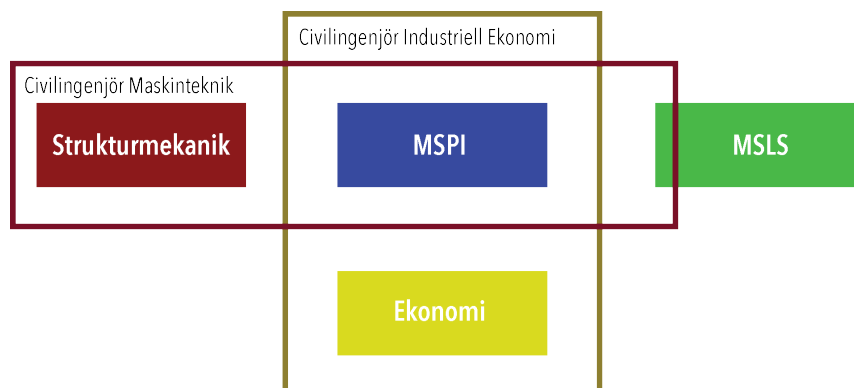 Civilingenjör Industriell Ekonomi
Civilingenjör Maskinteknik
Strukturmekanik
MSPI
MSLS
Ekonomi